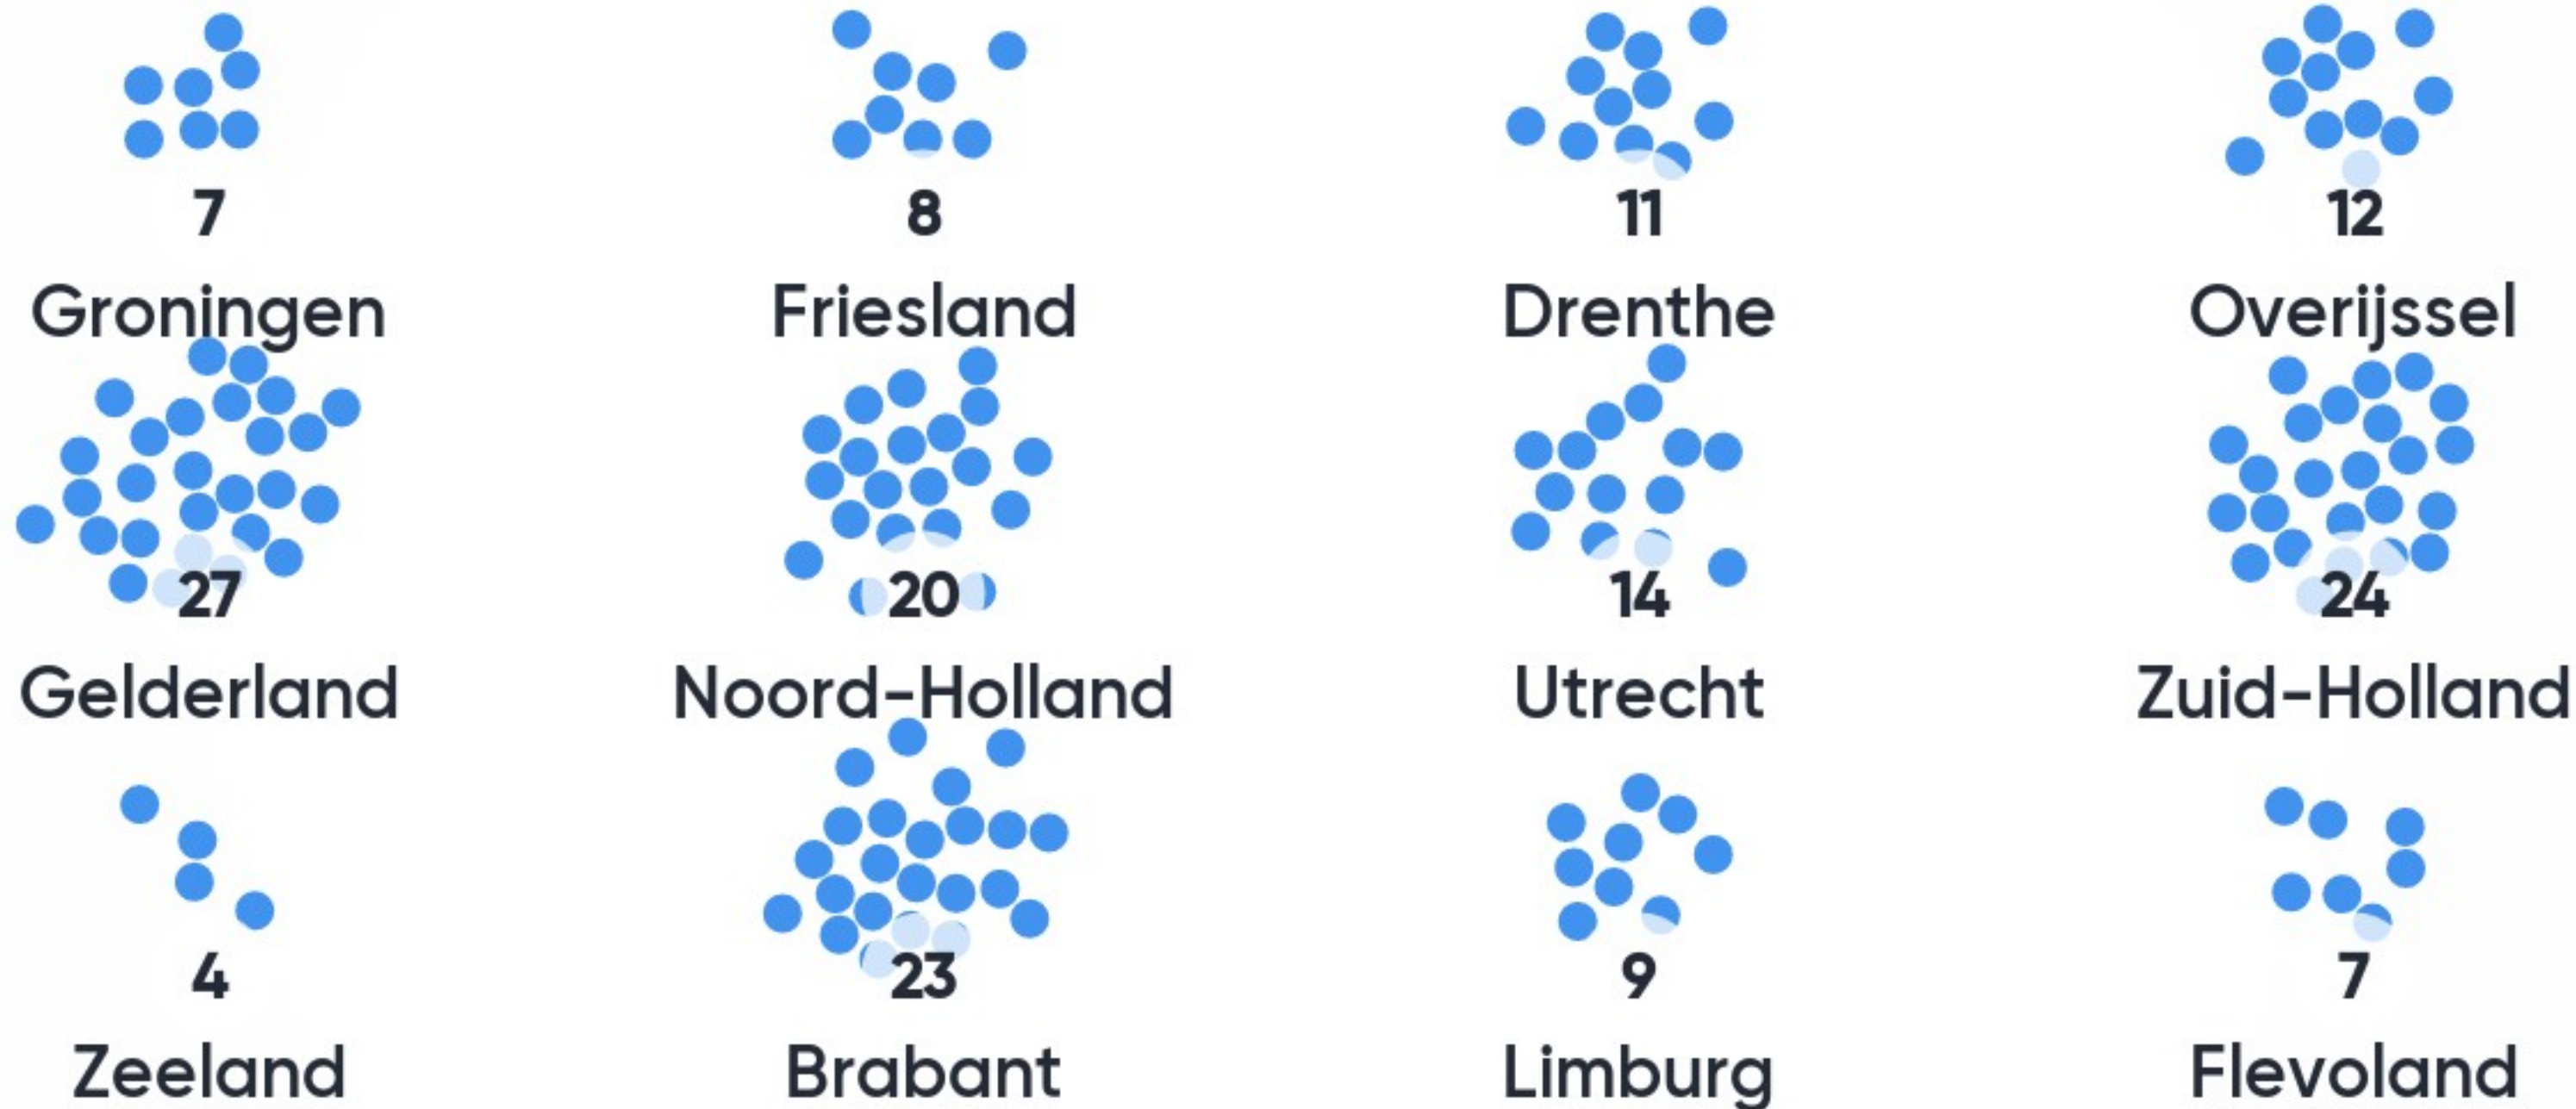 7
8
11
12
Groningen
Friesland
Drenthe
Overijssel
27
20
14
24
Gelderland
Noord-Holland
Utrecht
Zuid-Holland
4
23
9
7
Zeeland
Brabant
Limburg
Flevoland